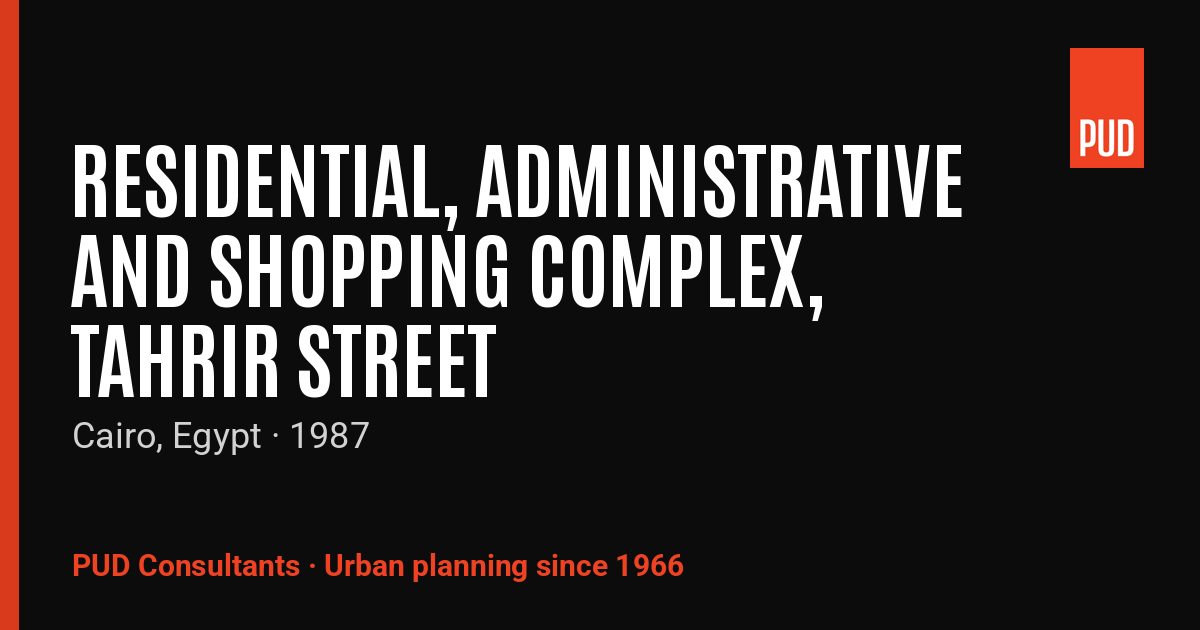 PUD
RESIDENTIAL, ADMINISTRATIVE
AND SHOPPING COMPLEX,
TAHRIR STREET
Cairo, Egypt · 1987
PUD Consultants · Urban planning since 1966